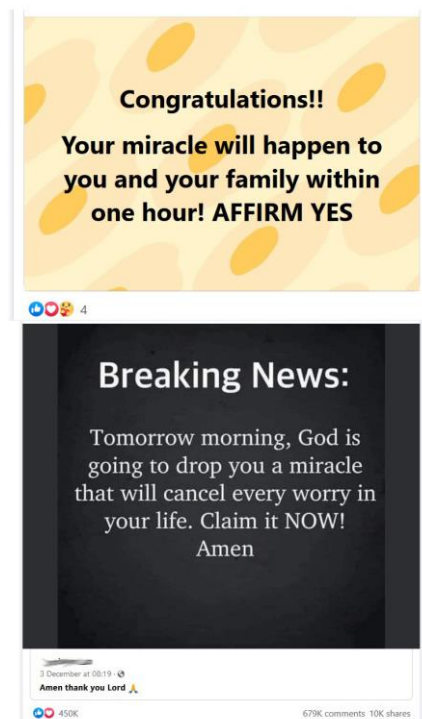 Congratulations!!
Your miracle will happen to
you and your family within
one hour! AFFIRM YES
4
Breaking News:
Tomorrow morning, God is
going to drop you a miracle
that will cancel every worry in
your life. Claim it NOW!
Amen
3 December at 08:19 ·
Amen thank you Lord 🙏
450K 679K comments 10K shares